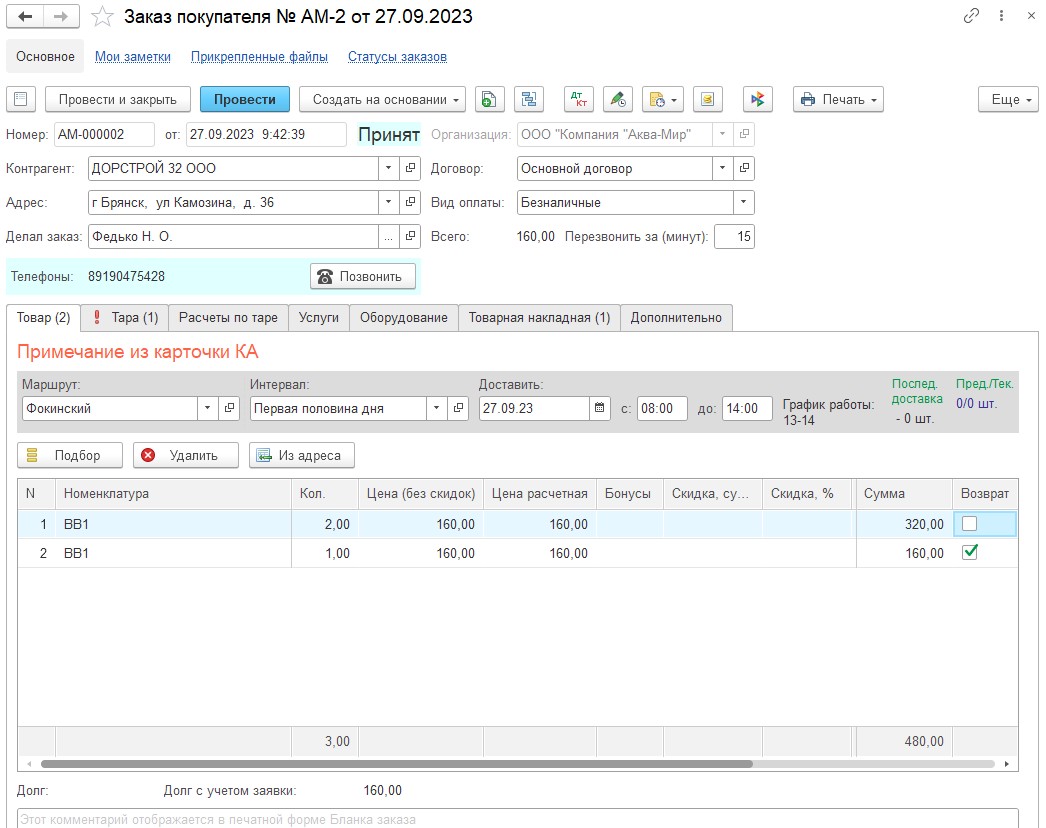 Заказ покупателя № АМ-2 от 27.09.2023
Основное Мои заметки Прикрепленные файлы Статусы заказов
Провести и закрыть Провести Создать на основании Дт Кт Печать Еще
Номер: АМ-000002 от: 27.09.2023 9:42:39 Принят Организация: ООО "Компания "Аква-Мир"
Контрагент: ДОРСТРОЙ 32 ООО Договор: Основной договор
Адрес: г Брянск, ул Камозина, д. 36 Вид оплаты: Безналичные
Делал заказ: Федько Н. О. ... Всего: 160,00 Перезвонить за (минут): 15
Телефоны: 89190475428 Позвонить
Товар (2) Тара (1) Расчеты по таре Услуги Оборудование Товарная накладная (1) Дополнительно
Примечание из карточки КА
Маршрут: Интервал: Доставить: Послед. доставка Пред./Тек.
Фокинский Первая половина дня 27.09.23 с: 08:00 до: 14:00 График работы: 13-14 - 0 шт. 0/0 шт.
Подбор Удалить Из адреса
N Номенклатура Кол. Цена (без скидок) Цена расчетная Бонусы Скидка, су... Скидка, % Сумма Возврат
1 ВВ1 2,00 160,00 160,00 320,00
2 ВВ1 1,00 160,00 160,00 160,00
3,00 480,00
Долг: Долг с учетом заявки: 160,00
Этот комментарий отображается в печатной форме Бланка заказа